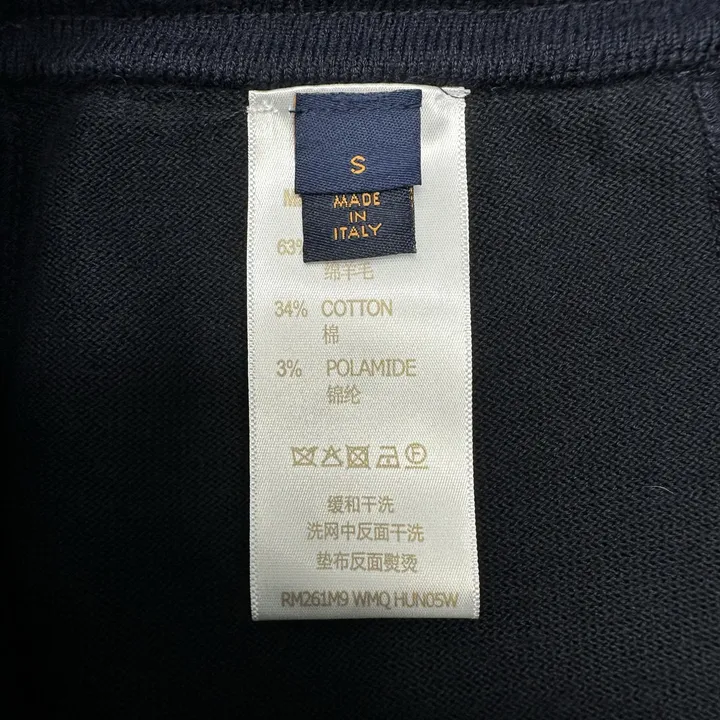 S
MADE
IN
ITALY
M
63%
绵羊毛
34% COTTON
棉
3% POLAMIDE
锦纶
缓和干洗
洗网中反面干洗
垫布反面熨烫
RM261M9 WMQ HUN05W